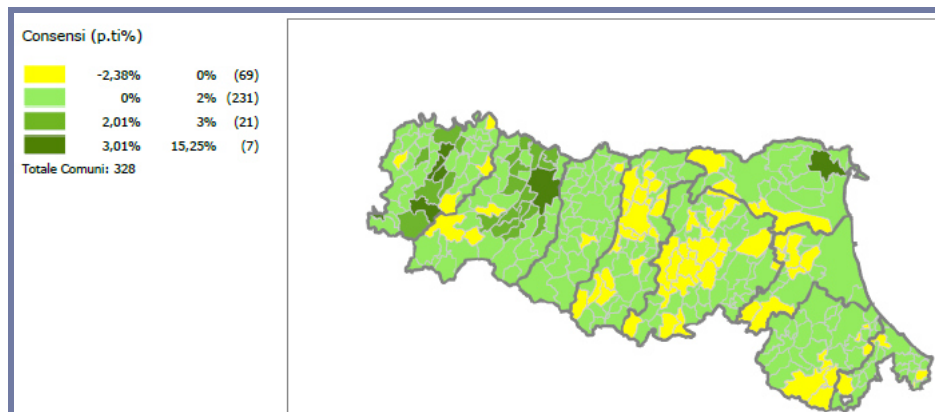 Consensi (p.ti%)
-2,38% 0% (69)
0% 2% (231)
2,01% 3% (21)
3,01% 15,25% (7)
Totale Comuni: 328